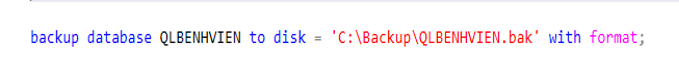 backup database QLBENHVIEN to disk = 'C:\Backup\QLBENHVIEN.bak' with format;